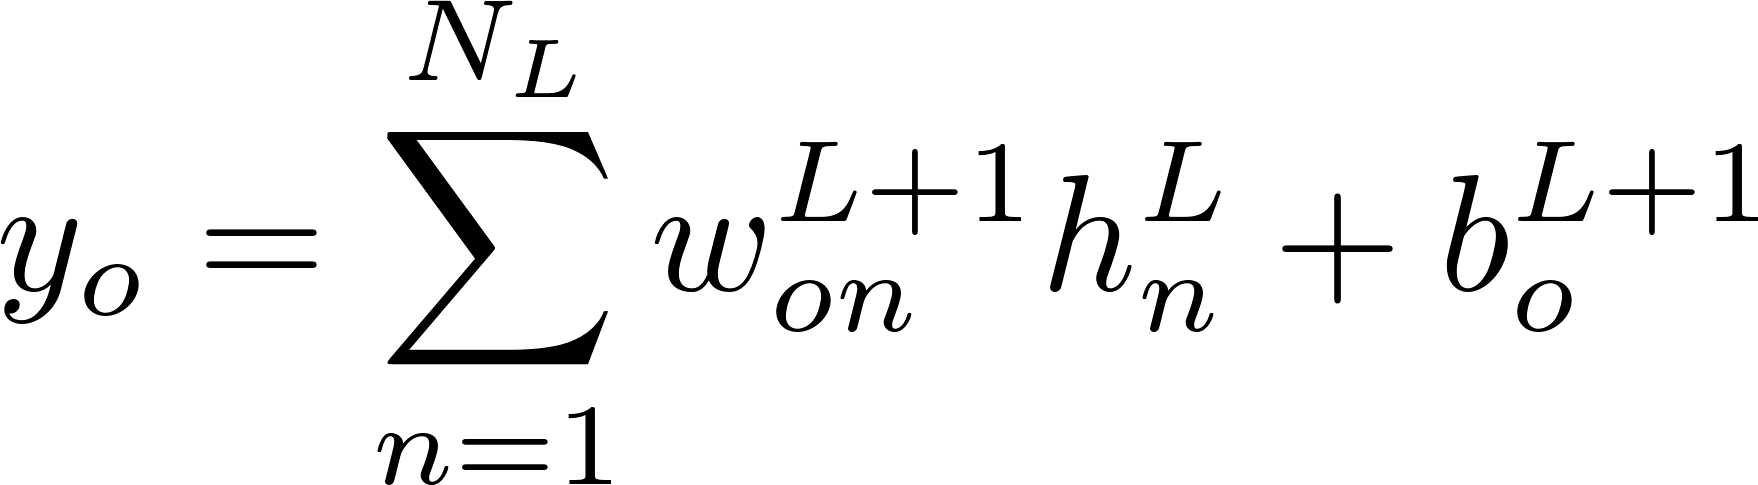 y_o = \sum_{n=1}^{N_L} w_{on}^{L+1} h_n^L + b_o^{L+1}